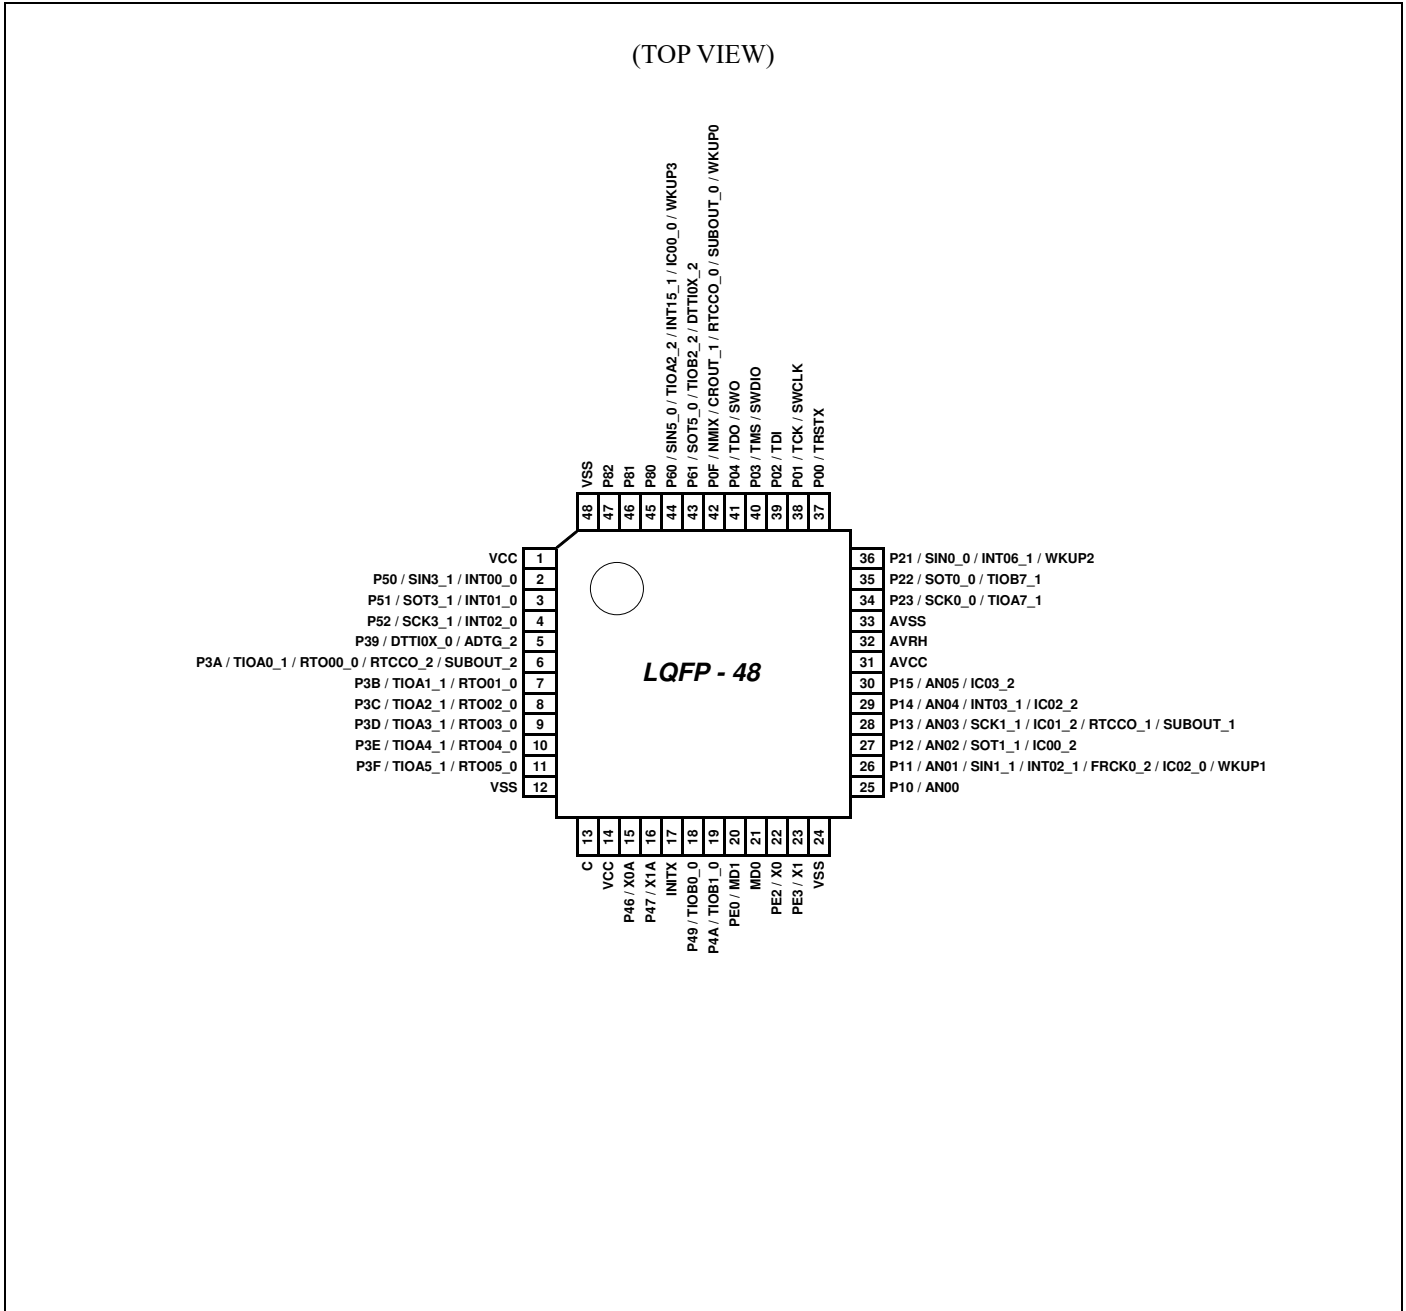 (TOP VIEW)
VSS
P82
P81
P80
P60 / SIN5_0 / TIOA2_2 / INT15_1 / IC00_0 / WKUP3
P61 / SOT5_0 / TIOB2_2 / DTTI0X_2
P0F / NMIX / CROUT_1 / RTCCO_0 / SUBOUT_0 / WKUP0
P04 / TDO / SWO
P03 / TMS / SWDIO
P02 / TDI
P01 / TCK / SWCLK
P00 / TRSTX
48 47 46 45 44 43 42 41 40 39 38 37
VCC 1
P50 / SIN3_1 / INT00_0 2
P51 / SOT3_1 / INT01_0 3
P52 / SCK3_1 / INT02_0 4
P39 / DTTI0X_0 / ADTG_2 5
P3A / TIOA0_1 / RTO00_0 / RTCCO_2 / SUBOUT_2 6
P3B / TIOA1_1 / RTO01_0 7
P3C / TIOA2_1 / RTO02_0 8
P3D / TIOA3_1 / RTO03_0 9
P3E / TIOA4_1 / RTO04_0 10
P3F / TIOA5_1 / RTO05_0 11
VSS 12
LQFP - 48
36 P21 / SIN0_0 / INT06_1 / WKUP2
35 P22 / SOT0_0 / TIOB7_1
34 P23 / SCK0_0 / TIOA7_1
33 AVSS
32 AVRH
31 AVCC
30 P15 / AN05 / IC03_2
29 P14 / AN04 / INT03_1 / IC02_2
28 P13 / AN03 / SCK1_1 / IC01_2 / RTCCO_1 / SUBOUT_1
27 P12 / AN02 / SOT1_1 / IC00_2
26 P11 / AN01 / SIN1_1 / INT02_1 / FRCK0_2 / IC02_0 / WKUP1
25 P10 / AN00
13 14 15 16 17 18 19 20 21 22 23 24
C
VCC
P46 / X0A
P47 / X1A
INITX
P49 / TIOB0_0
P4A / TIOB1_0
PE0 / MD1
MD0
PE2 / X0
PE3 / X1
VSS